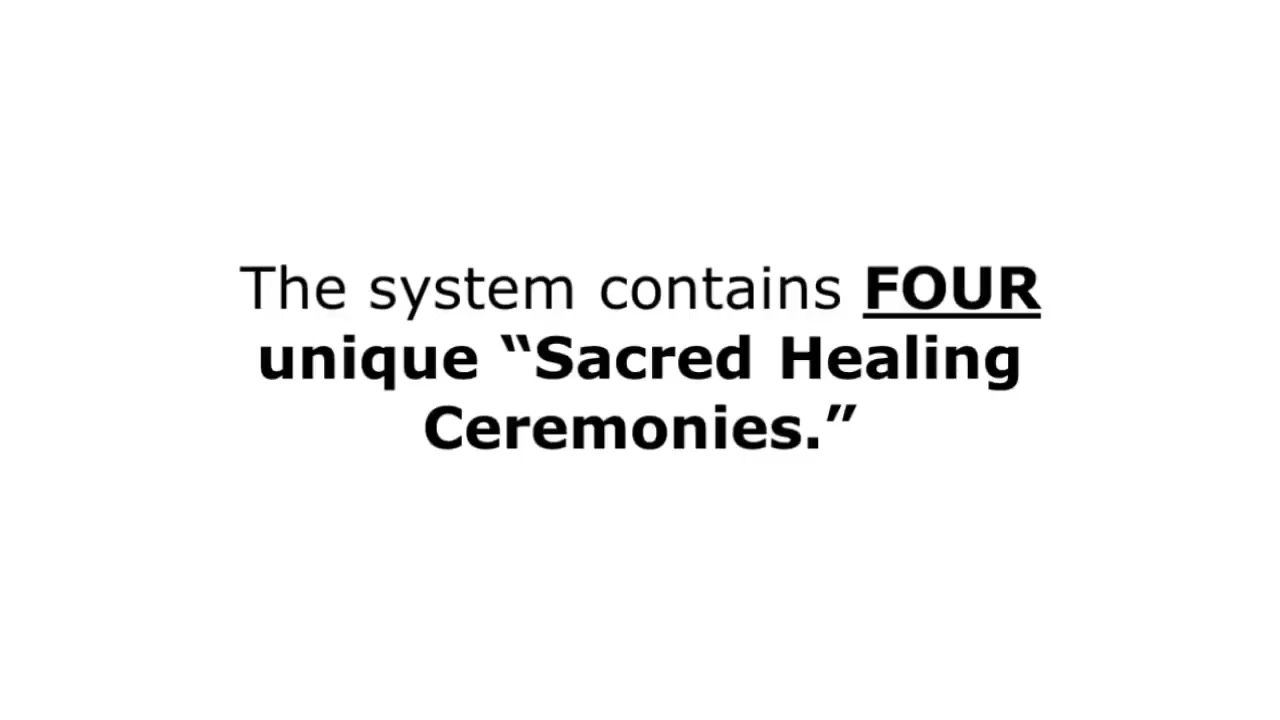 The system contains FOUR
unique “Sacred Healing
Ceremonies.”